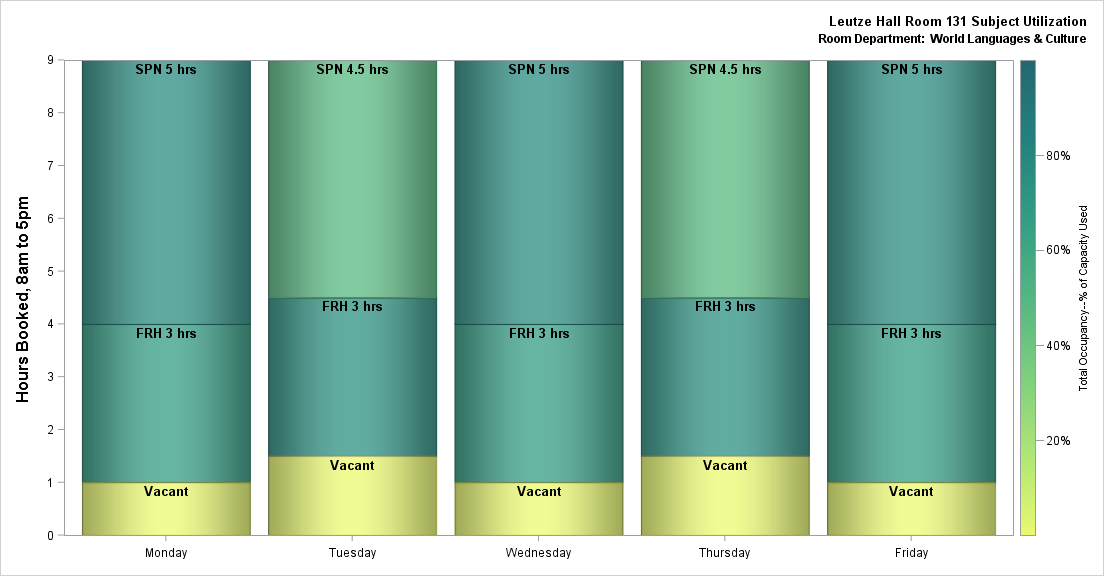 Leutze Hall Room 131 Subject Utilization
Room Department: World Languages & Culture
Hours Booked, 8am to 5pm
9
8
7
6
5
4
3
2
1
0
SPN 5 hrs
FRH 3 hrs
Vacant
SPN 4.5 hrs
FRH 3 hrs
Vacant
SPN 5 hrs
FRH 3 hrs
Vacant
SPN 4.5 hrs
FRH 3 hrs
Vacant
SPN 5 hrs
FRH 3 hrs
Vacant
Monday
Tuesday
Wednesday
Thursday
Friday
80%
60%
40%
20%
Total Occupancy--% of Capacity Used